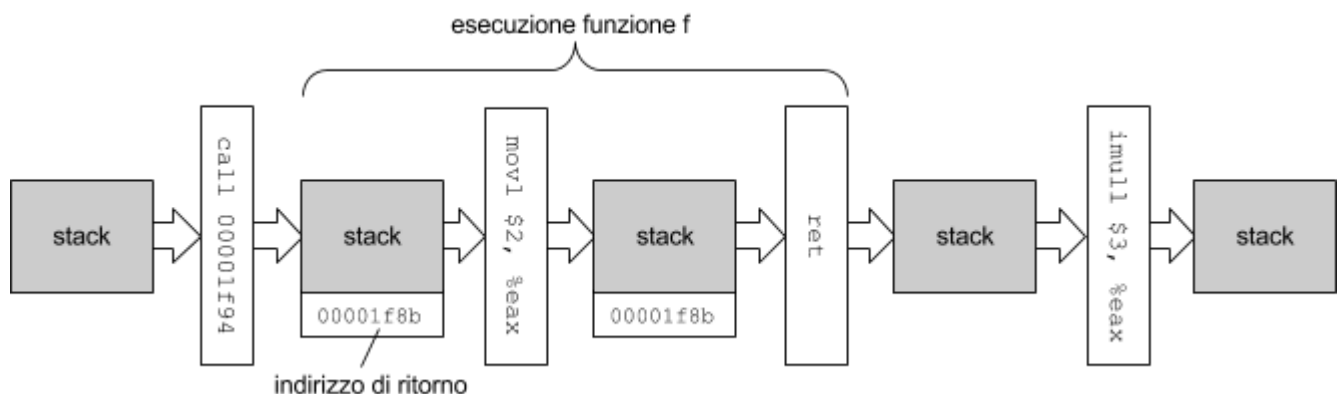 esecuzione funzione f
stack
call 00001f94
stack
00001f8b
indirizzo di ritorno
movl $2, %eax
stack
00001f8b
ret
stack
imull $3, %eax
stack